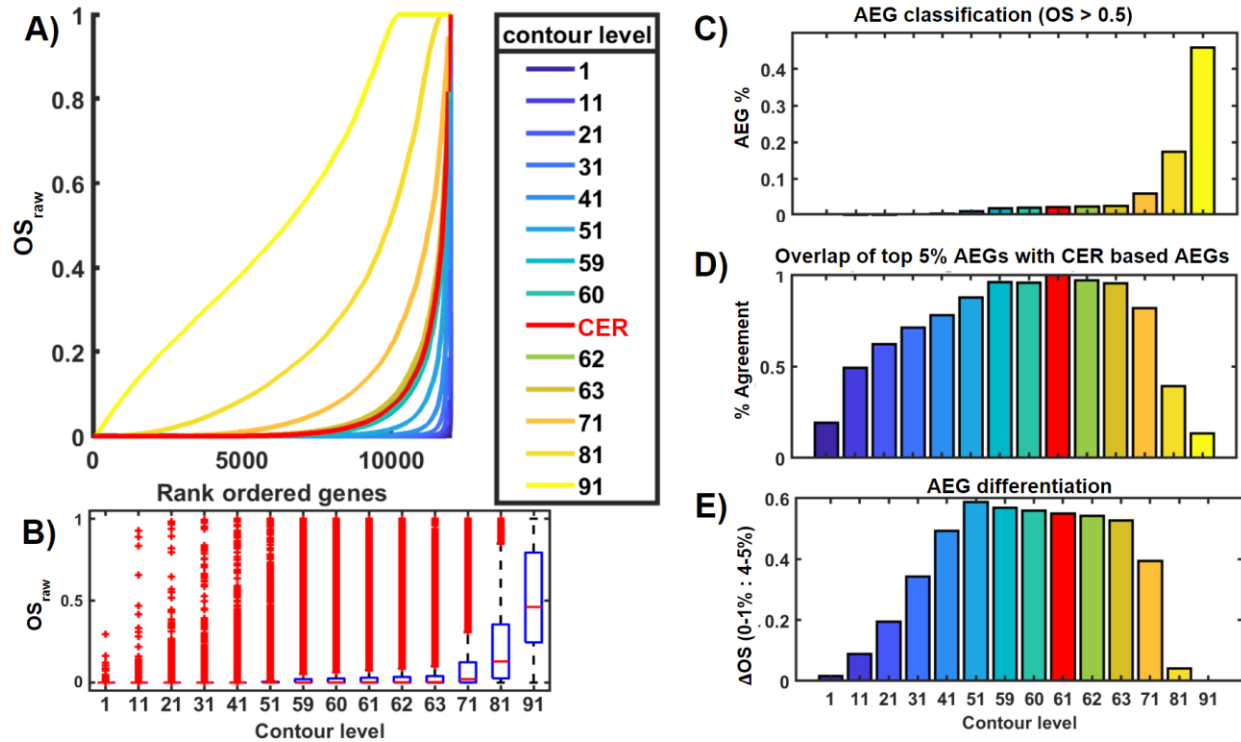 A)
OS_raw
1
0.8
0.6
0.4
0.2
0
0 5000 10000
Rank ordered genes
contour level
1
11
21
31
41
51
59
60
CER
62
63
71
81
91
B)
OS_raw
1
0.5
0
1 11 21 31 41 51 59 60 61 62 63 71 81 91
Contour level
C)
AEG classification (OS > 0.5)
AEG %
0.4
0.3
0.2
0.1
0
D)
Overlap of top 5% AEGs with CER based AEGs
% Agreement
1
0.5
0
E)
AEG differentiation
ΔOS (0-1% : 4-5%)
0.6
0.4
0.2
0
1 11 21 31 41 51 59 60 61 62 63 71 81 91
Contour level